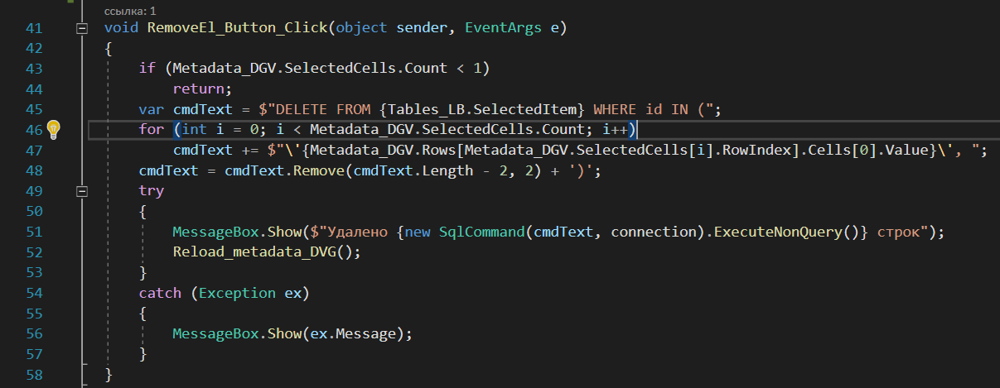 ссылка: 1
41 void RemoveEl_Button_Click(object sender, EventArgs e)
42 {
43 if (Metadata_DGV.SelectedCells.Count < 1)
44 return;
45 var cmdText = $"DELETE FROM {Tables_LB.SelectedItem} WHERE id IN (";
46 for (int i = 0; i < Metadata_DGV.SelectedCells.Count; i++)
47 cmdText += $"\'{Metadata_DGV.Rows[Metadata_DGV.SelectedCells[i].RowIndex].Cells[0].Value}\', ";
48 cmdText = cmdText.Remove(cmdText.Length - 2, 2) + ')';
49 try
50 {
51 MessageBox.Show($"Удалено {new SqlCommand(cmdText, connection).ExecuteNonQuery()} строк");
52 Reload_metadata_DVG();
53 }
54 catch (Exception ex)
55 {
56 MessageBox.Show(ex.Message);
57 }
58 }